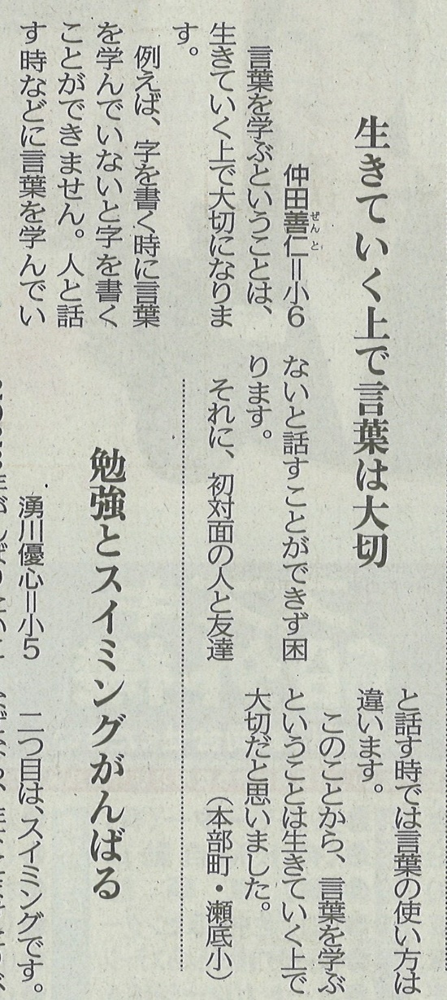 生きていく上で言葉は大切
仲田善仁＝小6
ぜんと
言葉を学ぶということは、
生きていく上で大切になりま
す。
例えば、字を書く時に言葉
を学んでいないと字を書く
ことができません。人と話
す時などに言葉を学んでい
ないと話すことができず困
ります。
それに、初対面の人と友達
と話す時では言葉の使い方は
違います。
このことから、言葉を学ぶ
ということは生きていく上で
大切だと思いました。
（本部町・瀬底小）
勉強とスイミングがんばる
湧川優心＝小5
二つ目は、スイミングです。